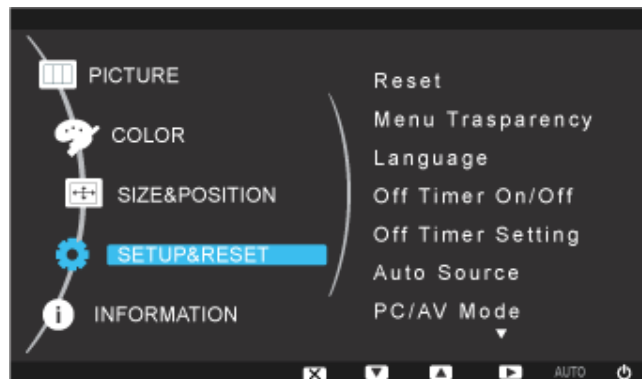 PICTURE
COLOR
SIZE&POSITION
SETUP&RESET
INFORMATION
Reset
Menu Trasparency
Language
Off Timer On/Off
Off Timer Setting
Auto Source
PC/AV Mode
AUTO